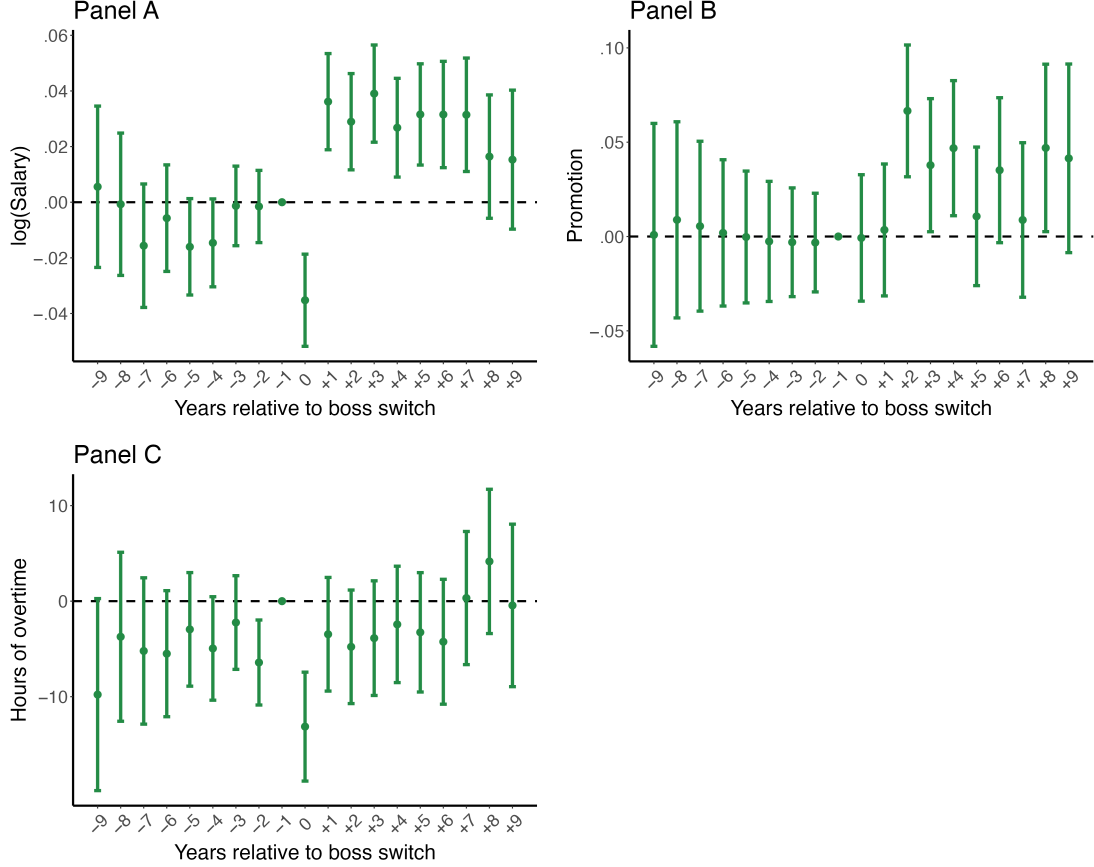 Panel A
log(Salary)
.06
.04
.02
.00
−.02
−.04
−9 −8 −7 −6 −5 −4 −3 −2 −1 0 +1 +2 +3 +4 +5 +6 +7 +8 +9
Years relative to boss switch
Panel B
Promotion
.10
.05
.00
−.05
−9 −8 −7 −6 −5 −4 −3 −2 −1 0 +1 +2 +3 +4 +5 +6 +7 +8 +9
Years relative to boss switch
Panel C
Hours of overtime
10
0
−10
−9 −8 −7 −6 −5 −4 −3 −2 −1 0 +1 +2 +3 +4 +5 +6 +7 +8 +9
Years relative to boss switch